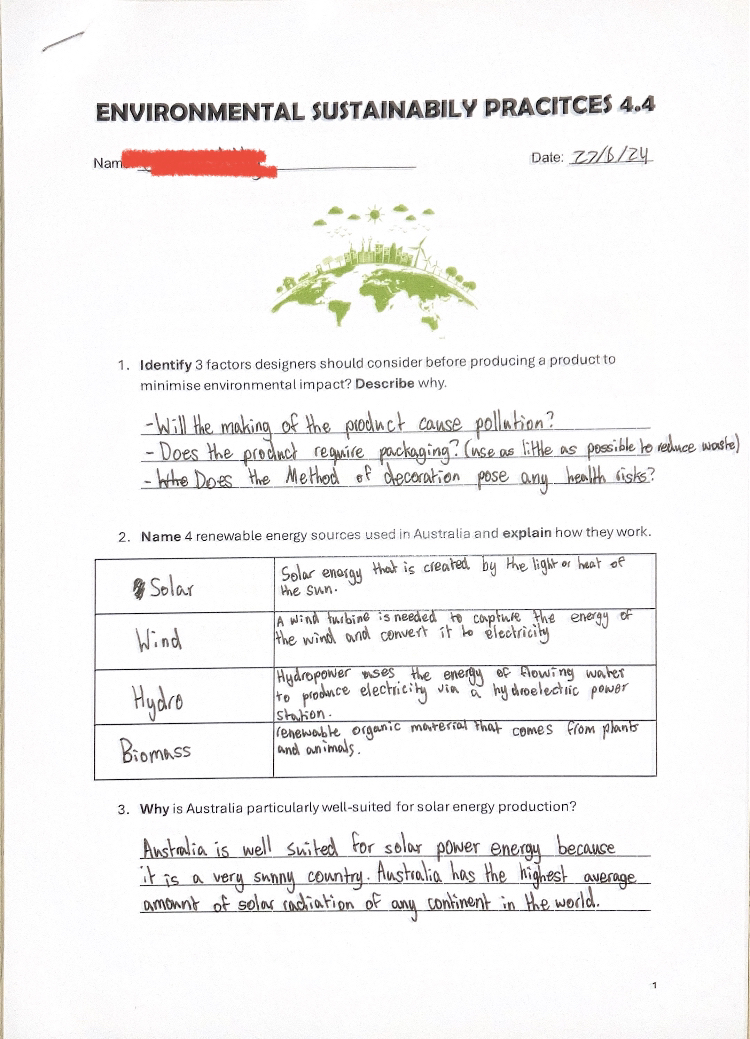 ENVIRONMENTAL SUSTAINABILY PRACITCES 4.4
Date: 27/6/24
1. Identify 3 factors designers should consider before producing a product to
minimise environmental impact? Describe why.
-Will the making of the product cause pollution?
- Does the product require packaging? (use as little as possible to reduce waste)
- Does the Method of decoration pose any health risks?
2. Name 4 renewable energy sources used in Australia and explain how they work.
Solar
Solar energy that is created by the light or heat of
the sun.
Wind
A wind turbine is needed to capture the energy of
the wind and convert it to electricity
Hydro
Hydropower uses the energy of flowing water
to produce electricity via a hydroelectric power
station.
Biomass
renewable organic material that comes from plants
and animals.
3. Why is Australia particularly well-suited for solar energy production?
Australia is well suited for solar power energy because
it is a very sunny country. Australia has the highest average
amount of solar radiation of any continent in the world.
1